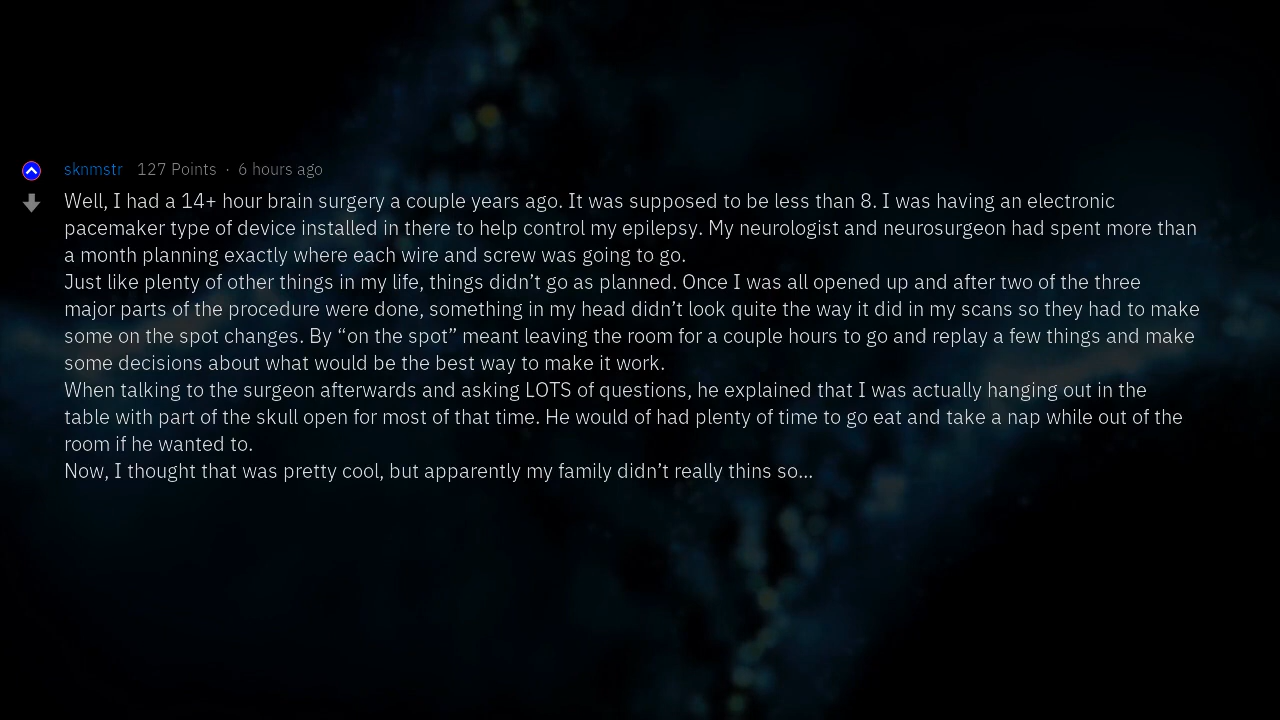 sknmstr 127 Points · 6 hours ago
Well, I had a 14+ hour brain surgery a couple years ago. It was supposed to be less than 8. I was having an electronic
pacemaker type of device installed in there to help control my epilepsy. My neurologist and neurosurgeon had spent more than
a month planning exactly where each wire and screw was going to go.
Just like plenty of other things in my life, things didn’t go as planned. Once I was all opened up and after two of the three
major parts of the procedure were done, something in my head didn’t look quite the way it did in my scans so they had to make
some on the spot changes. By “on the spot” meant leaving the room for a couple hours to go and replay a few things and make
some decisions about what would be the best way to make it work.
When talking to the surgeon afterwards and asking LOTS of questions, he explained that I was actually hanging out in the
table with part of the skull open for most of that time. He would of had plenty of time to go eat and take a nap while out of the
room if he wanted to.
Now, I thought that was pretty cool, but apparently my family didn’t really thins so...